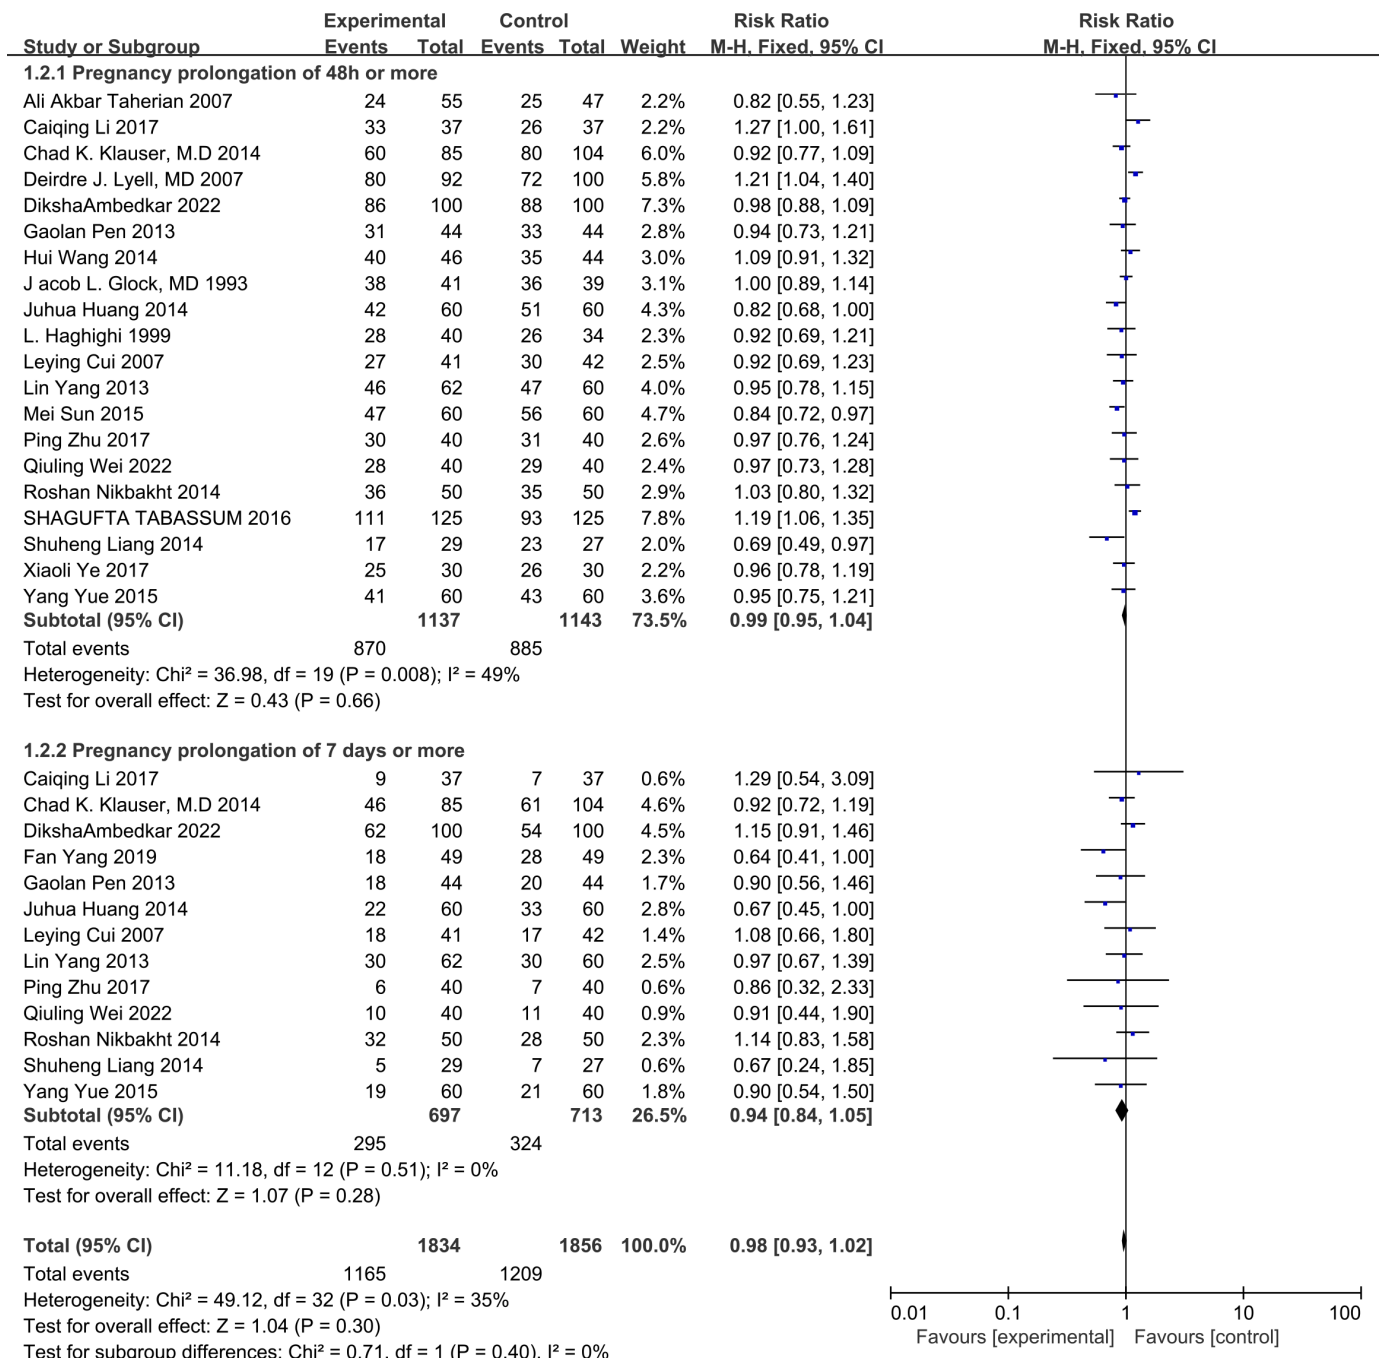 Experimental Control Risk Ratio Risk Ratio
Study or Subgroup Events Total Events Total Weight M-H, Fixed, 95% CI M-H, Fixed, 95% CI
1.2.1 Pregnancy prolongation of 48h or more
Ali Akbar Taherian 2007 24 55 25 47 2.2% 0.82 [0.55, 1.23]
Caiqing Li 2017 33 37 26 37 2.2% 1.27 [1.00, 1.61]
Chad K. Klauser, M.D 2014 60 85 80 104 6.0% 0.92 [0.77, 1.09]
Deirdre J. Lyell, MD 2007 80 92 72 100 5.8% 1.21 [1.04, 1.40]
DikshaAmbedkar 2022 86 100 88 100 7.3% 0.98 [0.88, 1.09]
Gaolan Pen 2013 31 44 33 44 2.8% 0.94 [0.73, 1.21]
Hui Wang 2014 40 46 35 44 3.0% 1.09 [0.91, 1.32]
J acob L. Glock, MD 1993 38 41 36 39 3.1% 1.00 [0.89, 1.14]
Juhua Huang 2014 42 60 51 60 4.3% 0.82 [0.68, 1.00]
L. Haghighi 1999 28 40 26 34 2.3% 0.92 [0.69, 1.21]
Leying Cui 2007 27 41 30 42 2.5% 0.92 [0.69, 1.23]
Lin Yang 2013 46 62 47 60 4.0% 0.95 [0.78, 1.15]
Mei Sun 2015 47 60 56 60 4.7% 0.84 [0.72, 0.97]
Ping Zhu 2017 30 40 31 40 2.6% 0.97 [0.76, 1.24]
Qiuling Wei 2022 28 40 29 40 2.4% 0.97 [0.73, 1.28]
Roshan Nikbakht 2014 36 50 35 50 2.9% 1.03 [0.80, 1.32]
SHAGUFTA TABASSUM 2016 111 125 93 125 7.8% 1.19 [1.06, 1.35]
Shuheng Liang 2014 17 29 23 27 2.0% 0.69 [0.49, 0.97]
Xiaoli Ye 2017 25 30 26 30 2.2% 0.96 [0.78, 1.19]
Yang Yue 2015 41 60 43 60 3.6% 0.95 [0.75, 1.21]
Subtotal (95% CI) 1137 1143 73.5% 0.99 [0.95, 1.04]
Total events 870 885
Heterogeneity: Chi² = 36.98, df = 19 (P = 0.008); I² = 49%
Test for overall effect: Z = 0.43 (P = 0.66)
1.2.2 Pregnancy prolongation of 7 days or more
Caiqing Li 2017 9 37 7 37 0.6% 1.29 [0.54, 3.09]
Chad K. Klauser, M.D 2014 46 85 61 104 4.6% 0.92 [0.72, 1.19]
DikshaAmbedkar 2022 62 100 54 100 4.5% 1.15 [0.91, 1.46]
Fan Yang 2019 18 49 28 49 2.3% 0.64 [0.41, 1.00]
Gaolan Pen 2013 18 44 20 44 1.7% 0.90 [0.56, 1.46]
Juhua Huang 2014 22 60 33 60 2.8% 0.67 [0.45, 1.00]
Leying Cui 2007 18 41 17 42 1.4% 1.08 [0.66, 1.80]
Lin Yang 2013 30 62 30 60 2.5% 0.97 [0.67, 1.39]
Ping Zhu 2017 6 40 7 40 0.6% 0.86 [0.32, 2.33]
Qiuling Wei 2022 10 40 11 40 0.9% 0.91 [0.44, 1.90]
Roshan Nikbakht 2014 32 50 28 50 2.3% 1.14 [0.83, 1.58]
Shuheng Liang 2014 5 29 7 27 0.6% 0.67 [0.24, 1.85]
Yang Yue 2015 19 60 21 60 1.8% 0.90 [0.54, 1.50]
Subtotal (95% CI) 697 713 26.5% 0.94 [0.84, 1.05]
Total events 295 324
Heterogeneity: Chi² = 11.18, df = 12 (P = 0.51); I² = 0%
Test for overall effect: Z = 1.07 (P = 0.28)
Total (95% CI) 1834 1856 100.0% 0.98 [0.93, 1.02]
Total events 1165 1209
Heterogeneity: Chi² = 49.12, df = 32 (P = 0.03); I² = 35%
Test for overall effect: Z = 1.04 (P = 0.30)
Test for subgroup differences: Chi² = 0.71, df = 1 (P = 0.40), I² = 0%
0.01 0.1 1 10 100
Favours [experimental] Favours [control]